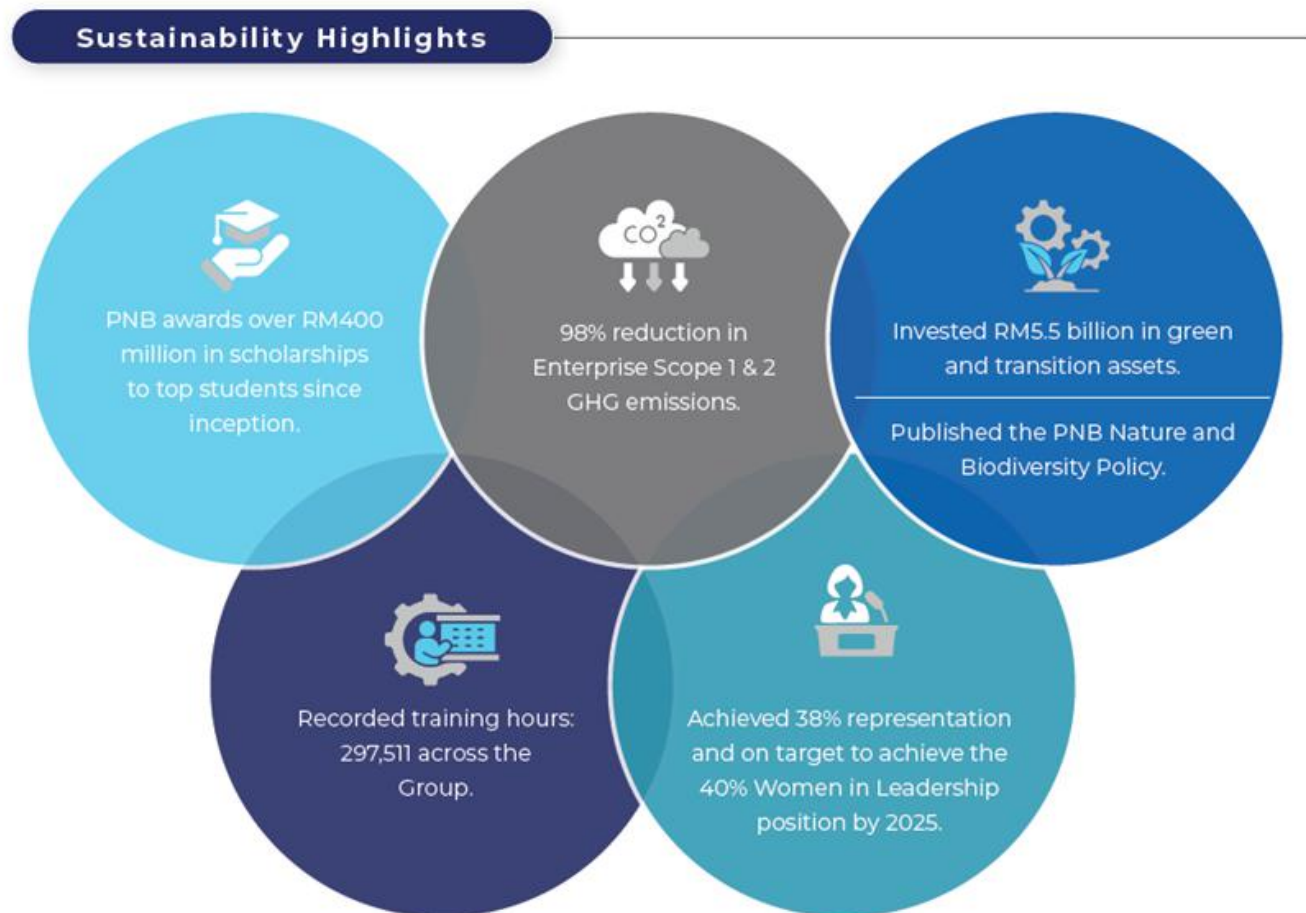 Sustainability Highlights
PNB awards over RM400
million in scholarships
to top students since
inception.
CO²
98% reduction in
Enterprise Scope 1 & 2
GHG emissions.
Invested RM5.5 billion in green
and transition assets.
Published the PNB Nature and
Biodiversity Policy.
Recorded training hours:
297,511 across the
Group.
Achieved 38% representation
and on target to achieve the
40% Women in Leadership
position by 2025.